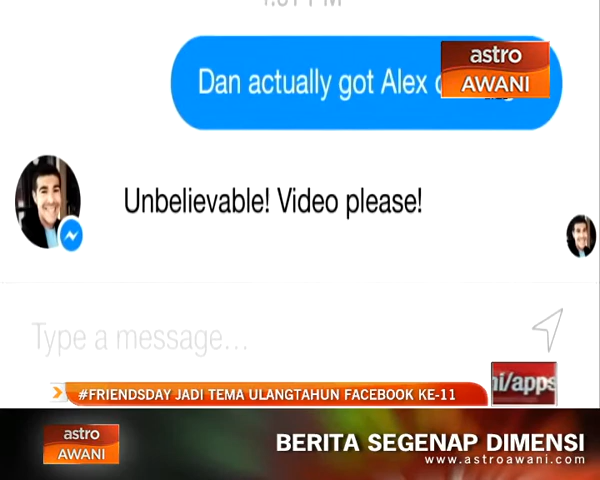 Dan actually got Alex
astro
AWANI
Unbelievable! Video please!
Type a message...
ni/apps
#FRIENDSDAY JADI TEMA ULANGTAHUN FACEBOOK KE-11
astro
AWANI
BERITA SEGENAP DIMENSI
www.astroawani.com